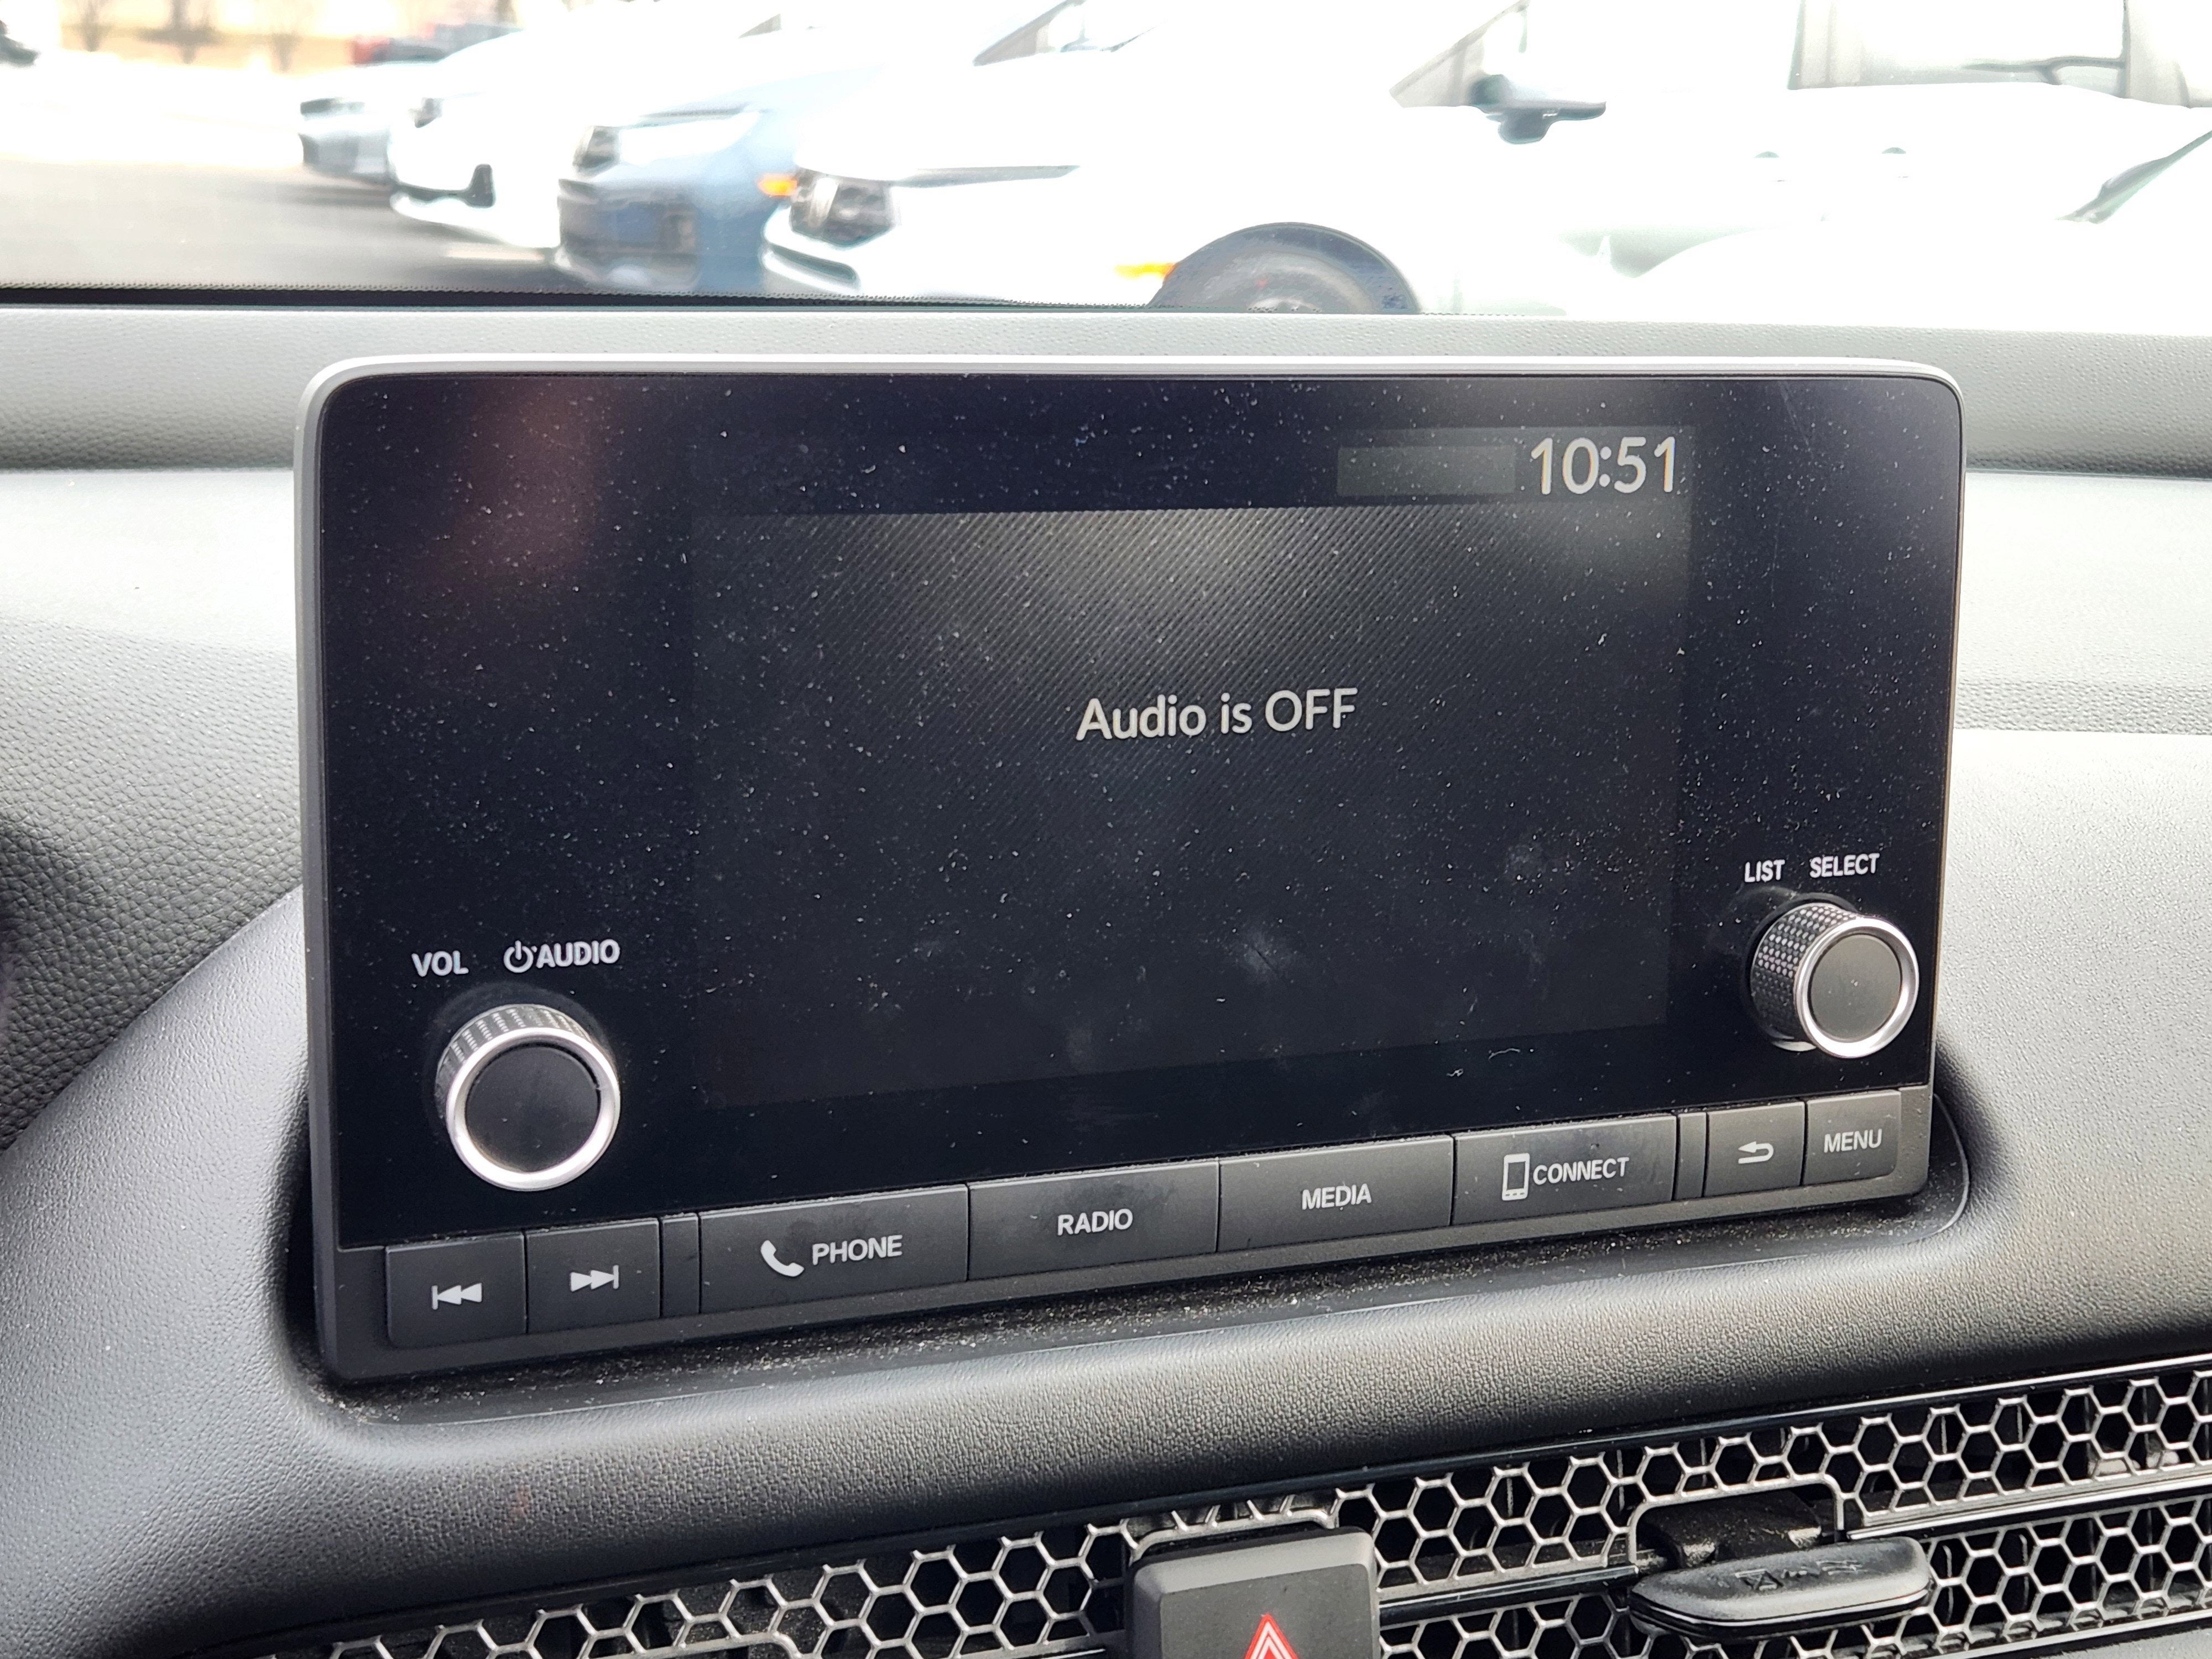 10:51
Audio is OFF
LIST SELECT
VOL AUDIO
PHONE
RADIO
MEDIA
CONNECT
MENU